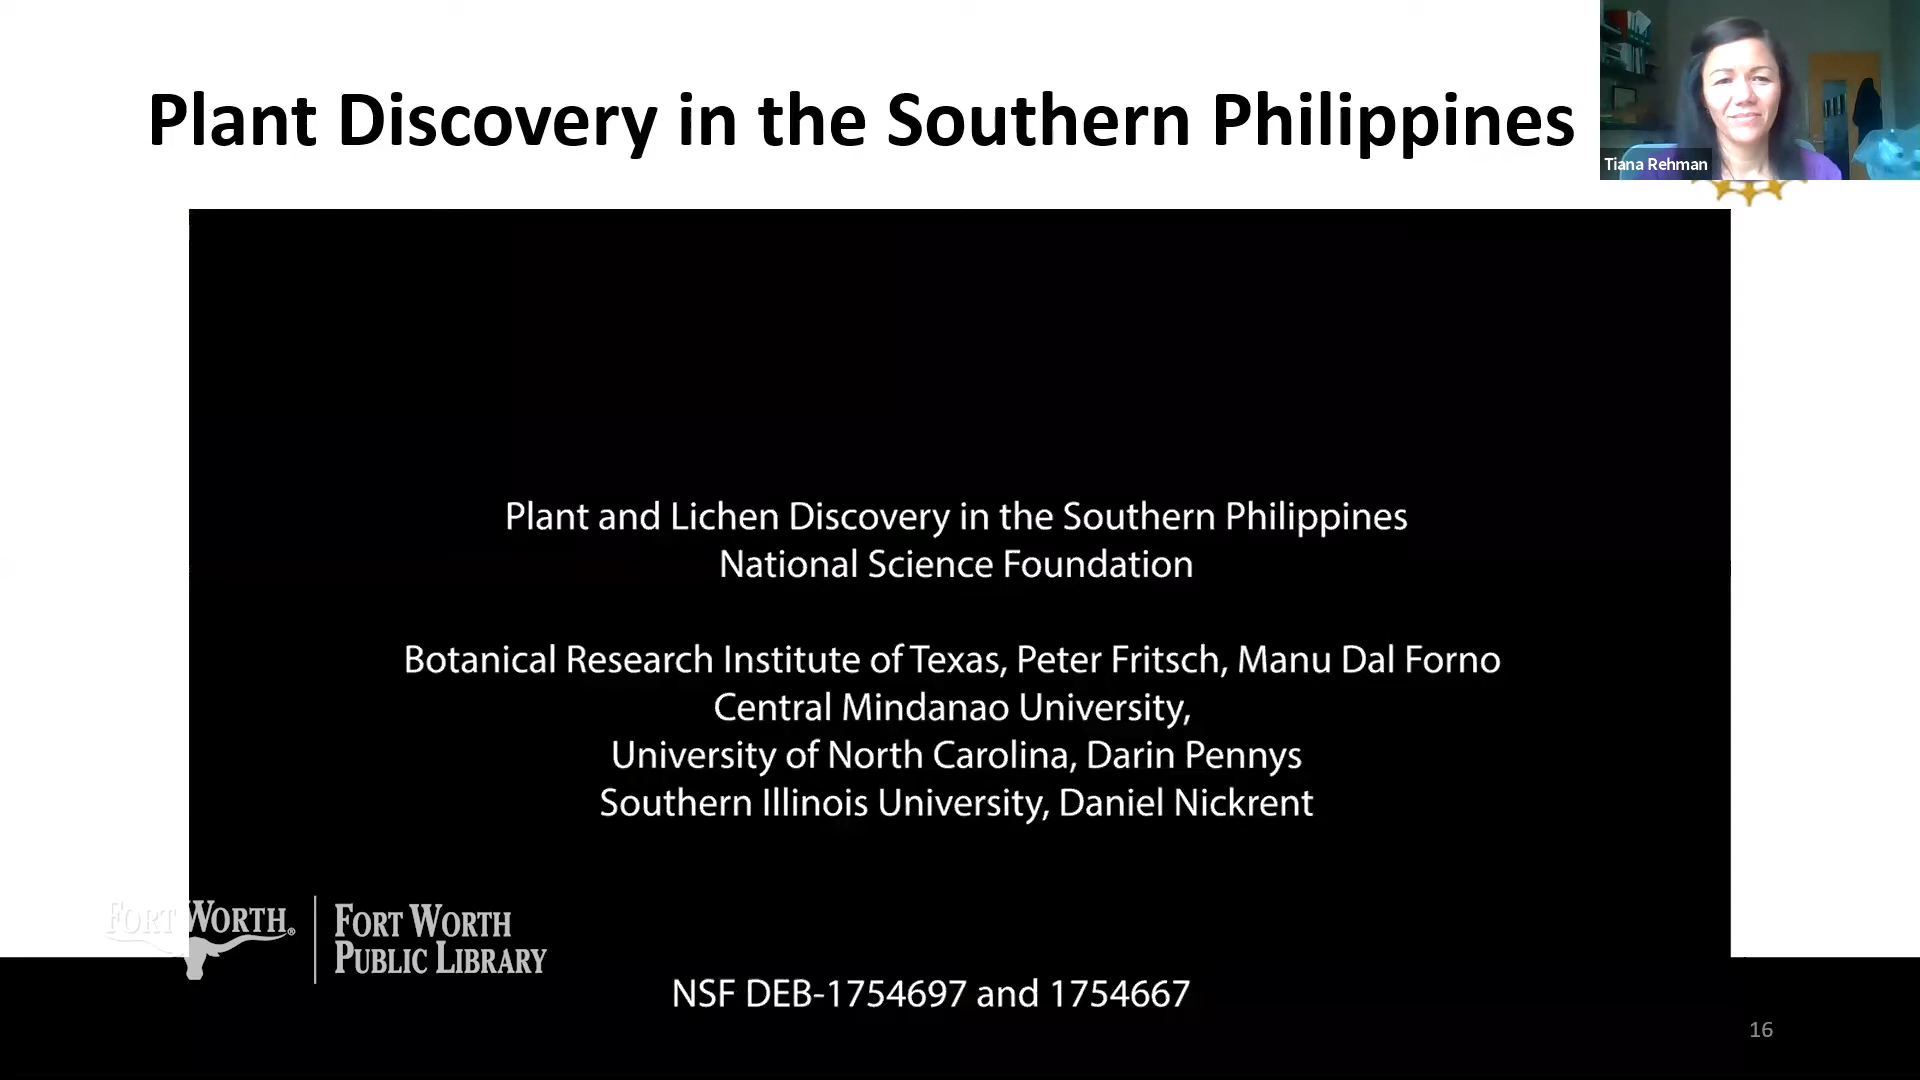 Plant Discovery in the Southern Philippines
Tiana Rehman
Plant and Lichen Discovery in the Southern Philippines
National Science Foundation
Botanical Research Institute of Texas, Peter Fritsch, Manu Dal Forno
Central Mindanao University,
University of North Carolina, Darin Pennys
Southern Illinois University, Daniel Nickrent
FORT WORTH®
FORT WORTH
PUBLIC LIBRARY
NSF DEB-1754697 and 1754667
16